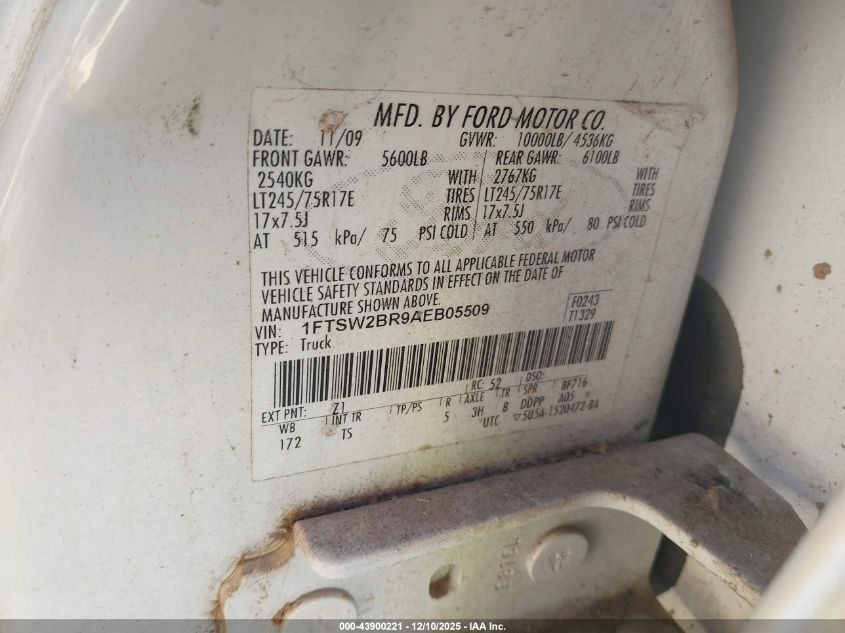 MFD. BY FORD MOTOR CO.
DATE: 11/09 GVWR: 10000LB/ 4536KG
FRONT GAWR: 5600LB REAR GAWR: 6100LB
2540KG WITH 2767KG WITH
LT245/75R17E TIRES LT245/75R17E TIRES
17x7.5J RIMS 17x7.5J RIMS
AT 515 kPa/ 75 PSI COLD AT 550 kPa/ 80 PSI COLD
THIS VEHICLE CONFORMS TO ALL APPLICABLE FEDERAL MOTOR
VEHICLE SAFETY STANDARDS IN EFFECT ON THE DATE OF
MANUFACTURE SHOWN ABOVE.
VIN: 1FTSW2BR9AEB05509 F0243
TYPE: Truck T1329
RC: 52 DSO:
EXT PNT: Z1 8F716
WB INT TR TP/PS R AXLE TR SPR
172 TS 5 3H B DDPP A05
UTC 5U5A-1520472-BA
000-43900221 - 12/10/2025 - IAA Inc.